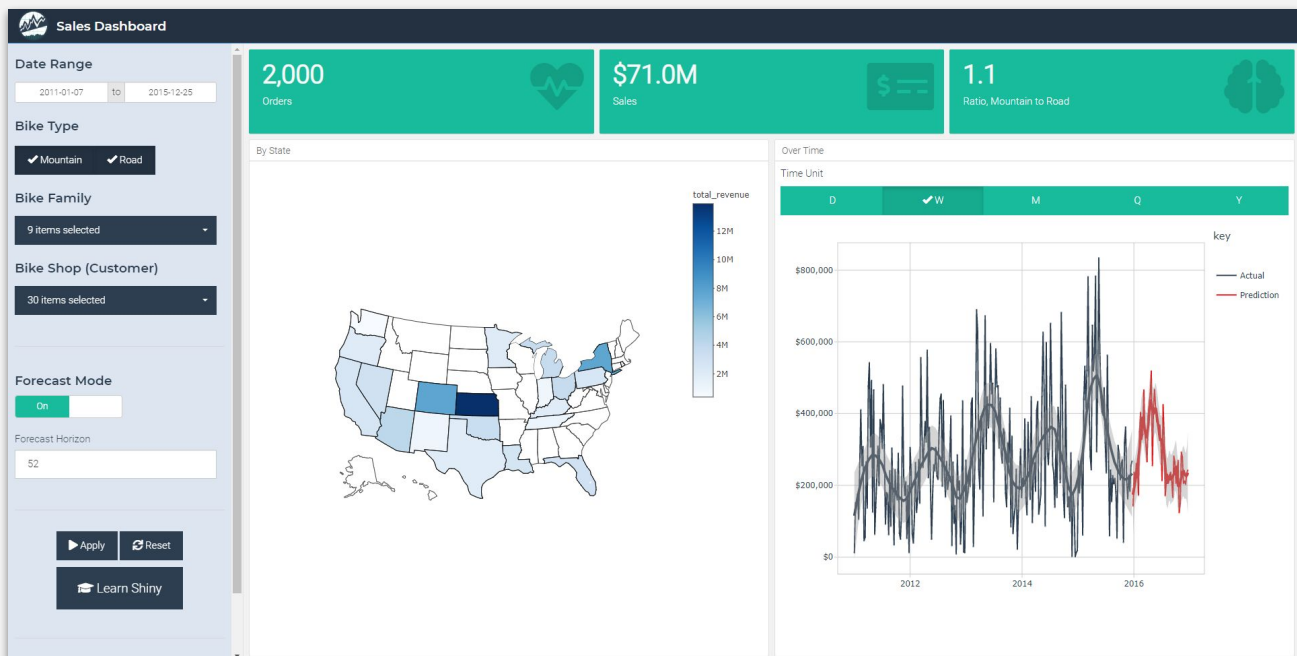 Sales Dashboard
Date Range
2011-01-07 to 2015-12-25
Bike Type
Mountain Road
Bike Family
9 items selected
Bike Shop (Customer)
30 items selected
Forecast Mode
On
Forecast Horizon
52
Apply Reset
Learn Shiny
2,000
Orders
$71.0M
Sales
$
1.1
Ratio, Mountain to Road
By State
total_revenue
12M
10M
8M
6M
4M
2M
Over Time
Time Unit
D W M Q Y
key
Actual
Prediction
$800,000
$600,000
$400,000
$200,000
$0
2012 2014 2016